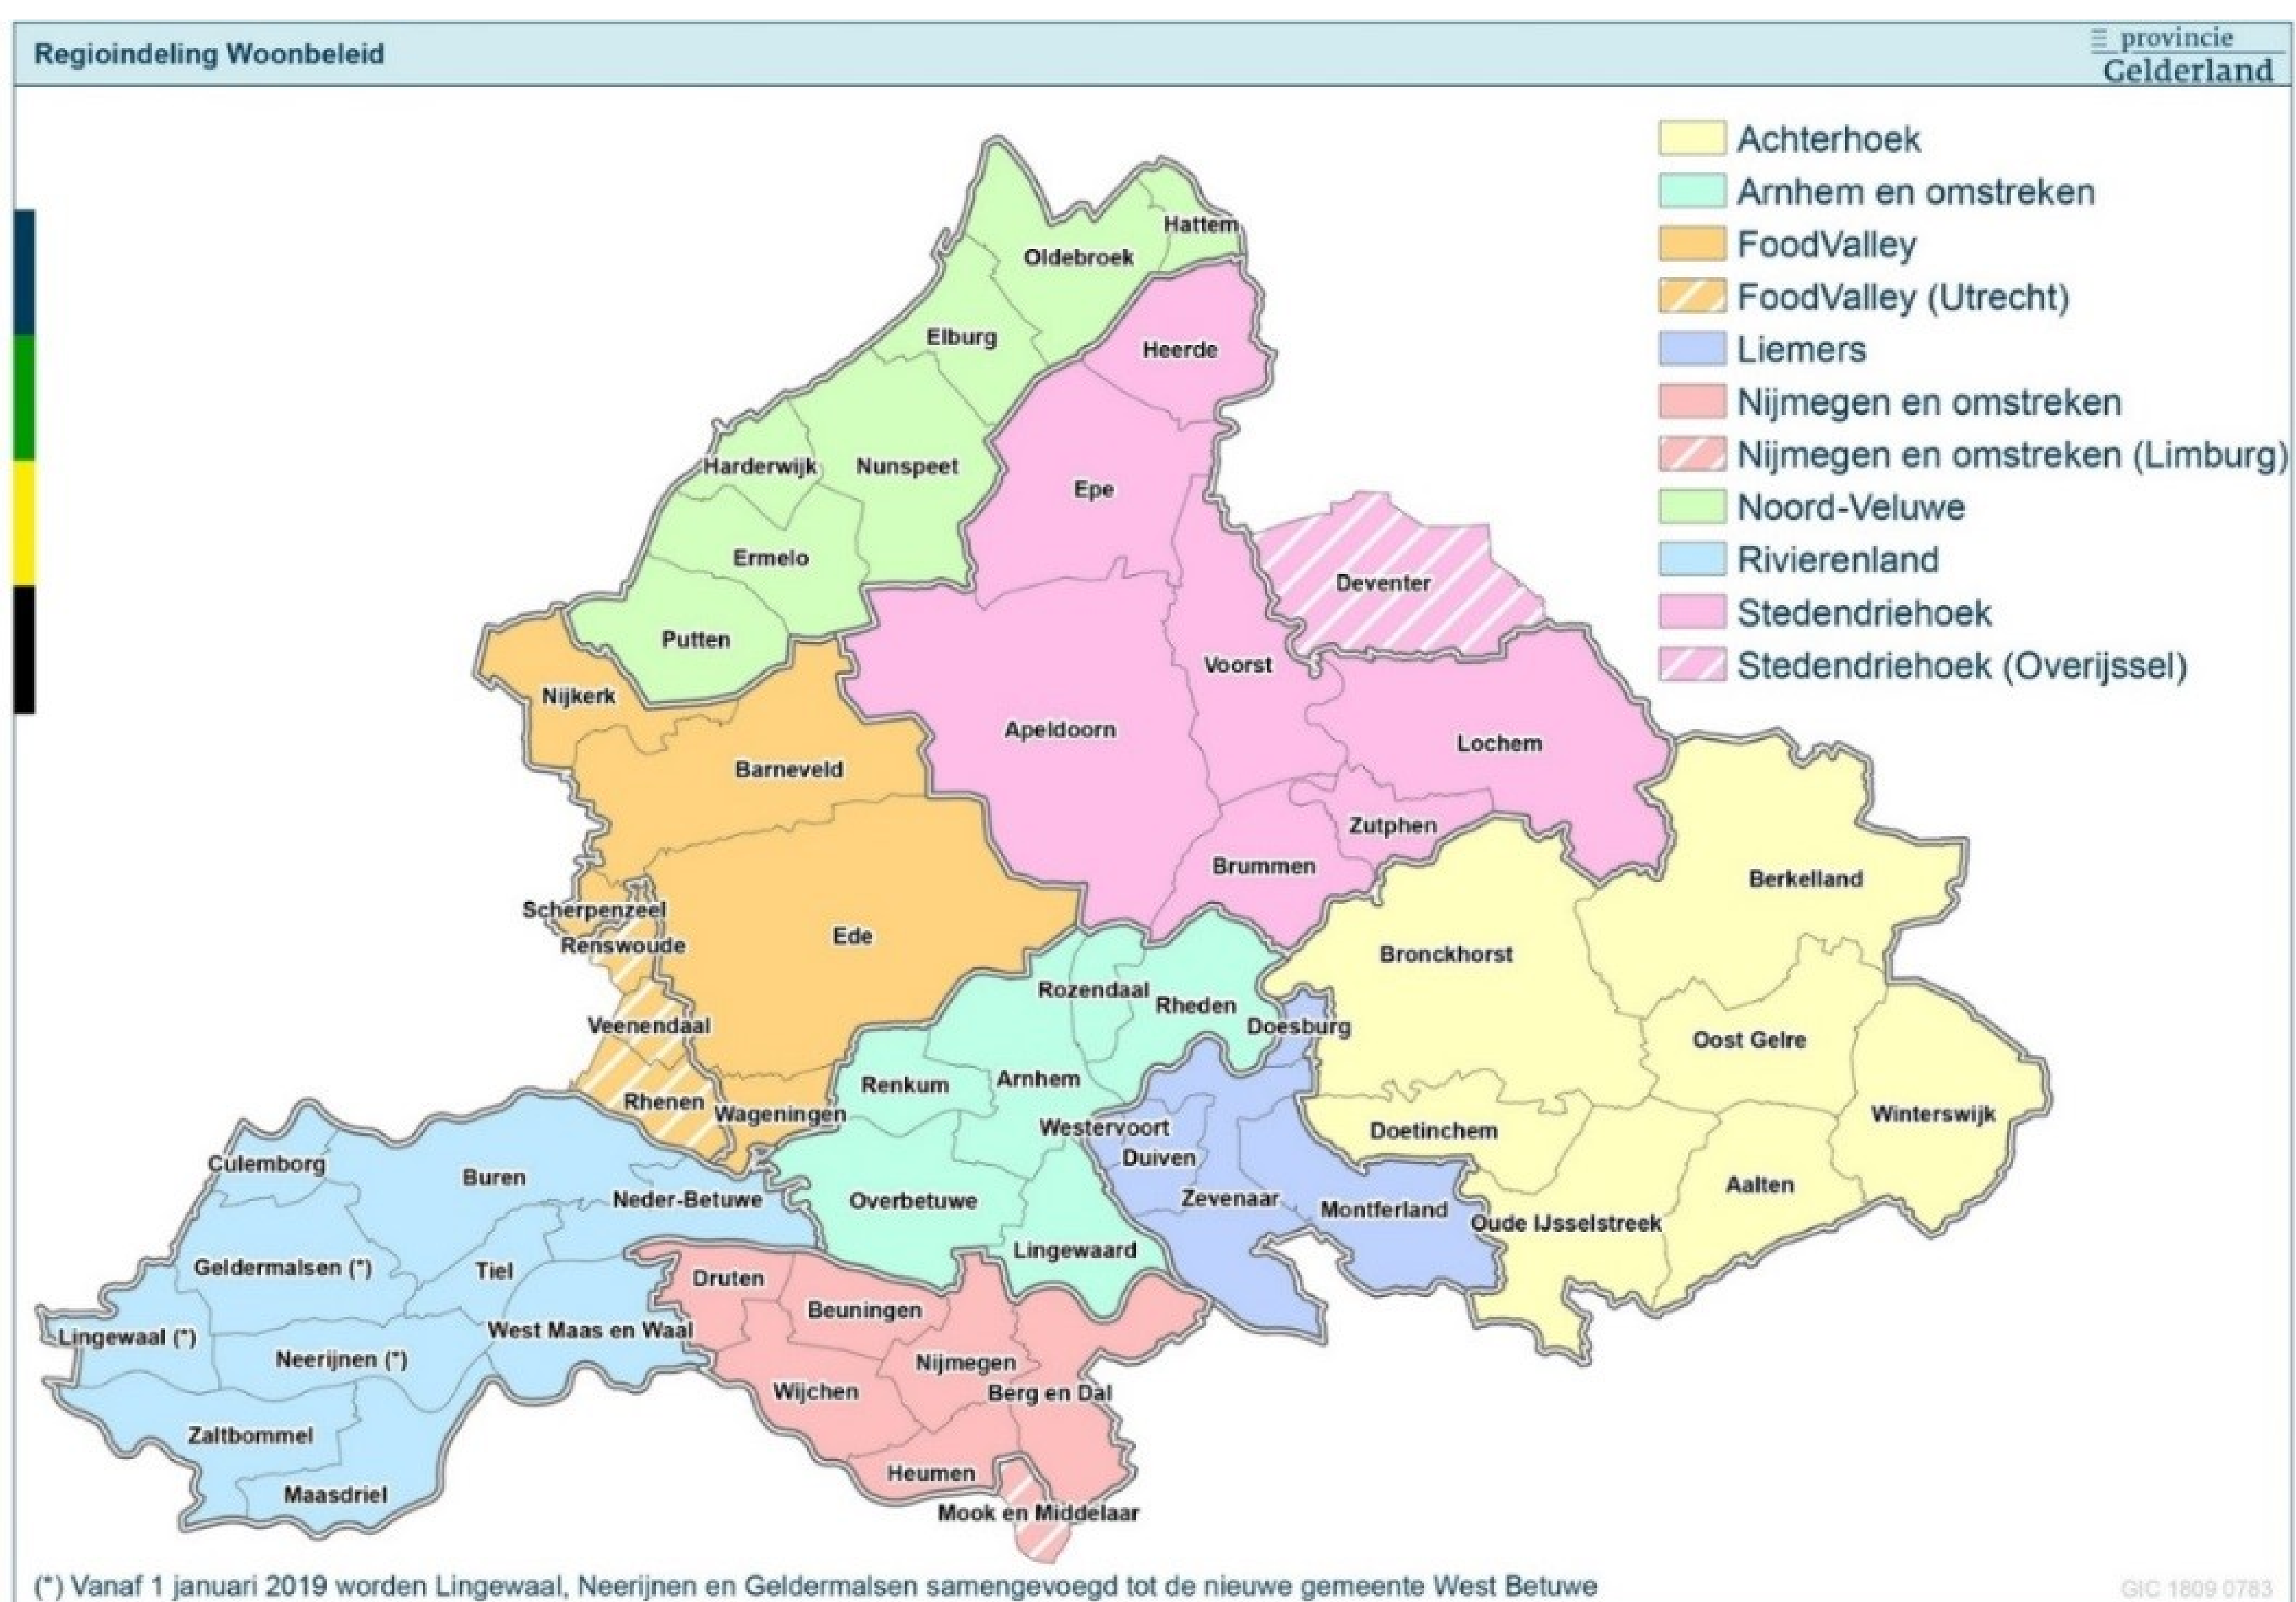 Regioindeling Woonbeleid
provincie
Gelderland
Achterhoek
Arnhem en omstreken
FoodValley
FoodValley (Utrecht)
Liemers
Nijmegen en omstreken
Nijmegen en omstreken (Limburg)
Noord-Veluwe
Rivierenland
Stedendriehoek
Stedendriehoek (Overijssel)
Hattem
Oldebroek
Elburg
Heerde
Harderwijk
Nunspeet
Epe
Ermelo
Deventer
Putten
Voorst
Nijkerk
Apeldoorn
Lochem
Barneveld
Zutphen
Brummen
Berkelland
Scherpenzeel
Ede
Renswoude
Bronckhorst
Rozendaal
Rheden
Veenendaal
Doesburg
Oost Gelre
Renkum
Arnhem
Rhenen
Wageningen
Winterswijk
Westervoort
Doetinchem
Duiven
Culemborg
Buren
Aalten
Neder-Betuwe
Overbetuwe
Zevenaar
Montferland
Oude IJsselstreek
Lingewaard
Geldermalsen (*)
Tiel
Druten
Beuningen
West Maas en Waal
Lingewaal (*)
Neerijnen (*)
Nijmegen
Wijchen
Berg en Dal
Zaltbommel
Heumen
Maasdriel
Mook en Middelaar
(*) Vanaf 1 januari 2019 worden Lingewaal, Neerijnen en Geldermalsen samengevoegd tot de nieuwe gemeente West Betuwe
GIC 1809 0783